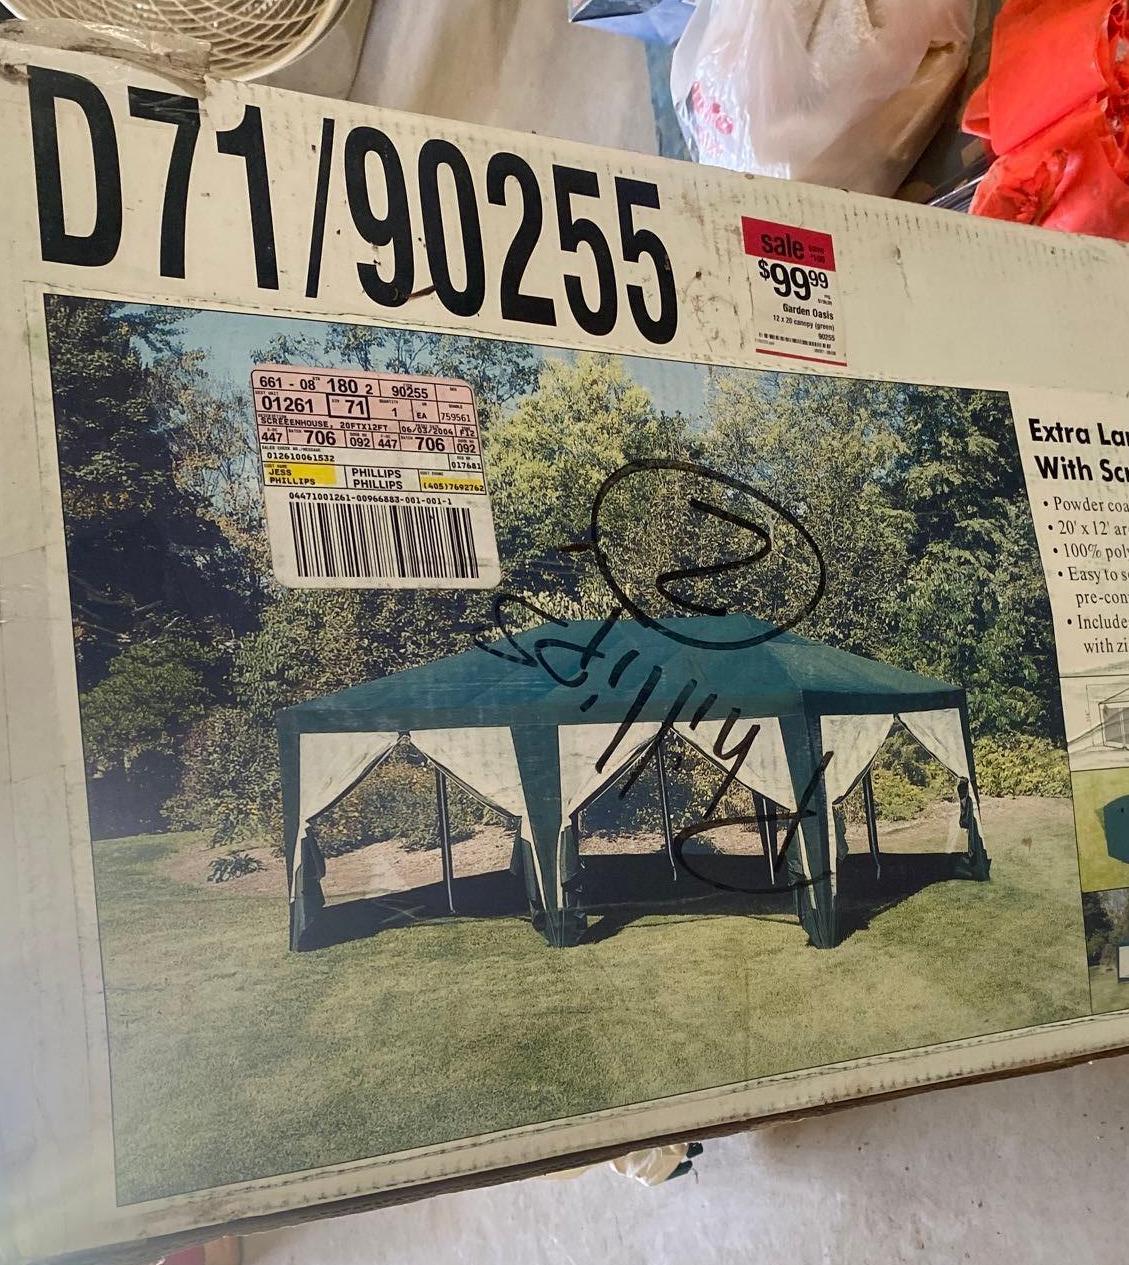 D71/90255
sale
$99.99
Garden Oasis
12 x 20 canopy (green)
90255
661 - 08 180 2 90255
01261 71 1 EA 759561
SCREEENHOUSE, 20FTX12FT 06/03/2004
447 706 092 447 706 092
012610061532 017681
JESS PHILLIPS
PHILLIPS PHILLIPS (405)7692762
04471001261-00966883-001-001-1
2
Phillips
Extra Lar
With Scr
• Powder coa
• 20' x 12' ar
• 100% poly
• Easy to s
pre-con
• Include
with zi